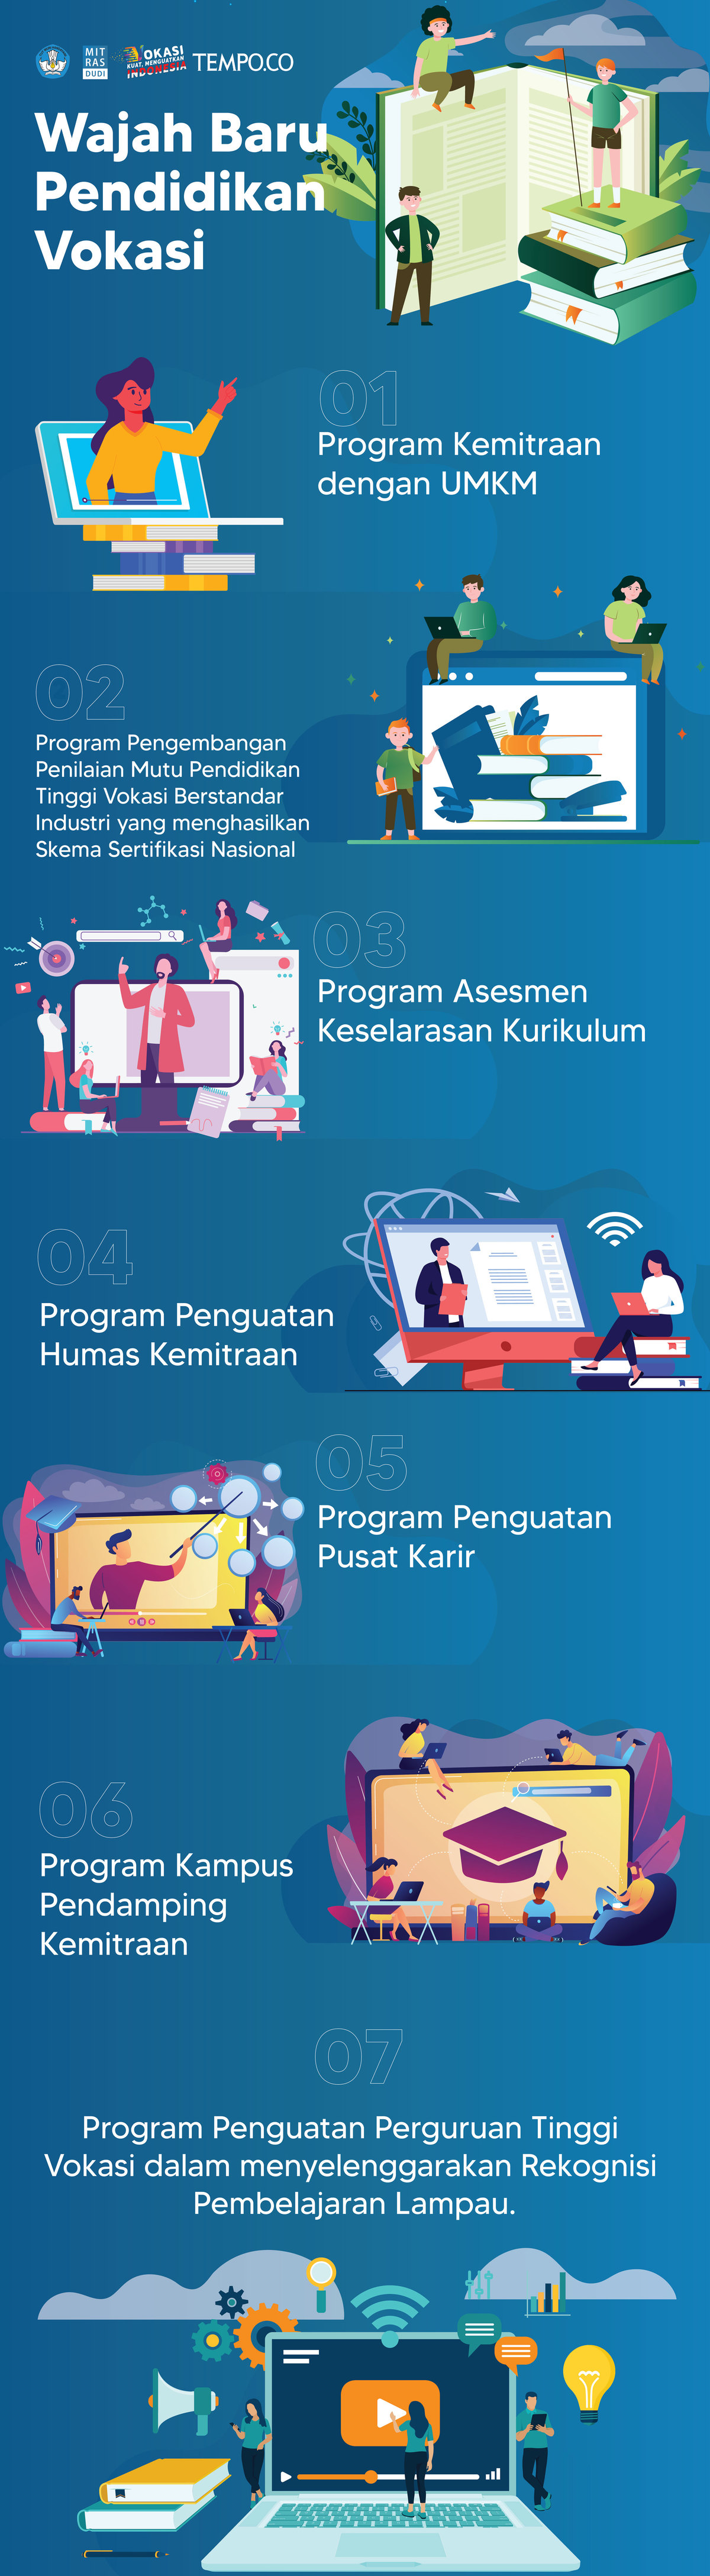 MIT
RAS
DUDI
VOKASI
KUAT, MENGUATKAN
INDONESIA
TEMPO.CO
Wajah Baru
Pendidikan
Vokasi
01
Program Kemitraan
dengan UMKM
02
Program Pengembangan
Penilaian Mutu Pendidikan
Tinggi Vokasi Berstandar
Industri yang menghasilkan
Skema Sertifikasi Nasional
03
Program Asesmen
Keselarasan Kurikulum
04
Program Penguatan
Humas Kemitraan
05
Program Penguatan
Pusat Karir
06
Program Kampus
Pendamping
Kemitraan
07
Program Penguatan Perguruan Tinggi
Vokasi dalam menyelenggarakan Rekognisi
Pembelajaran Lampau.